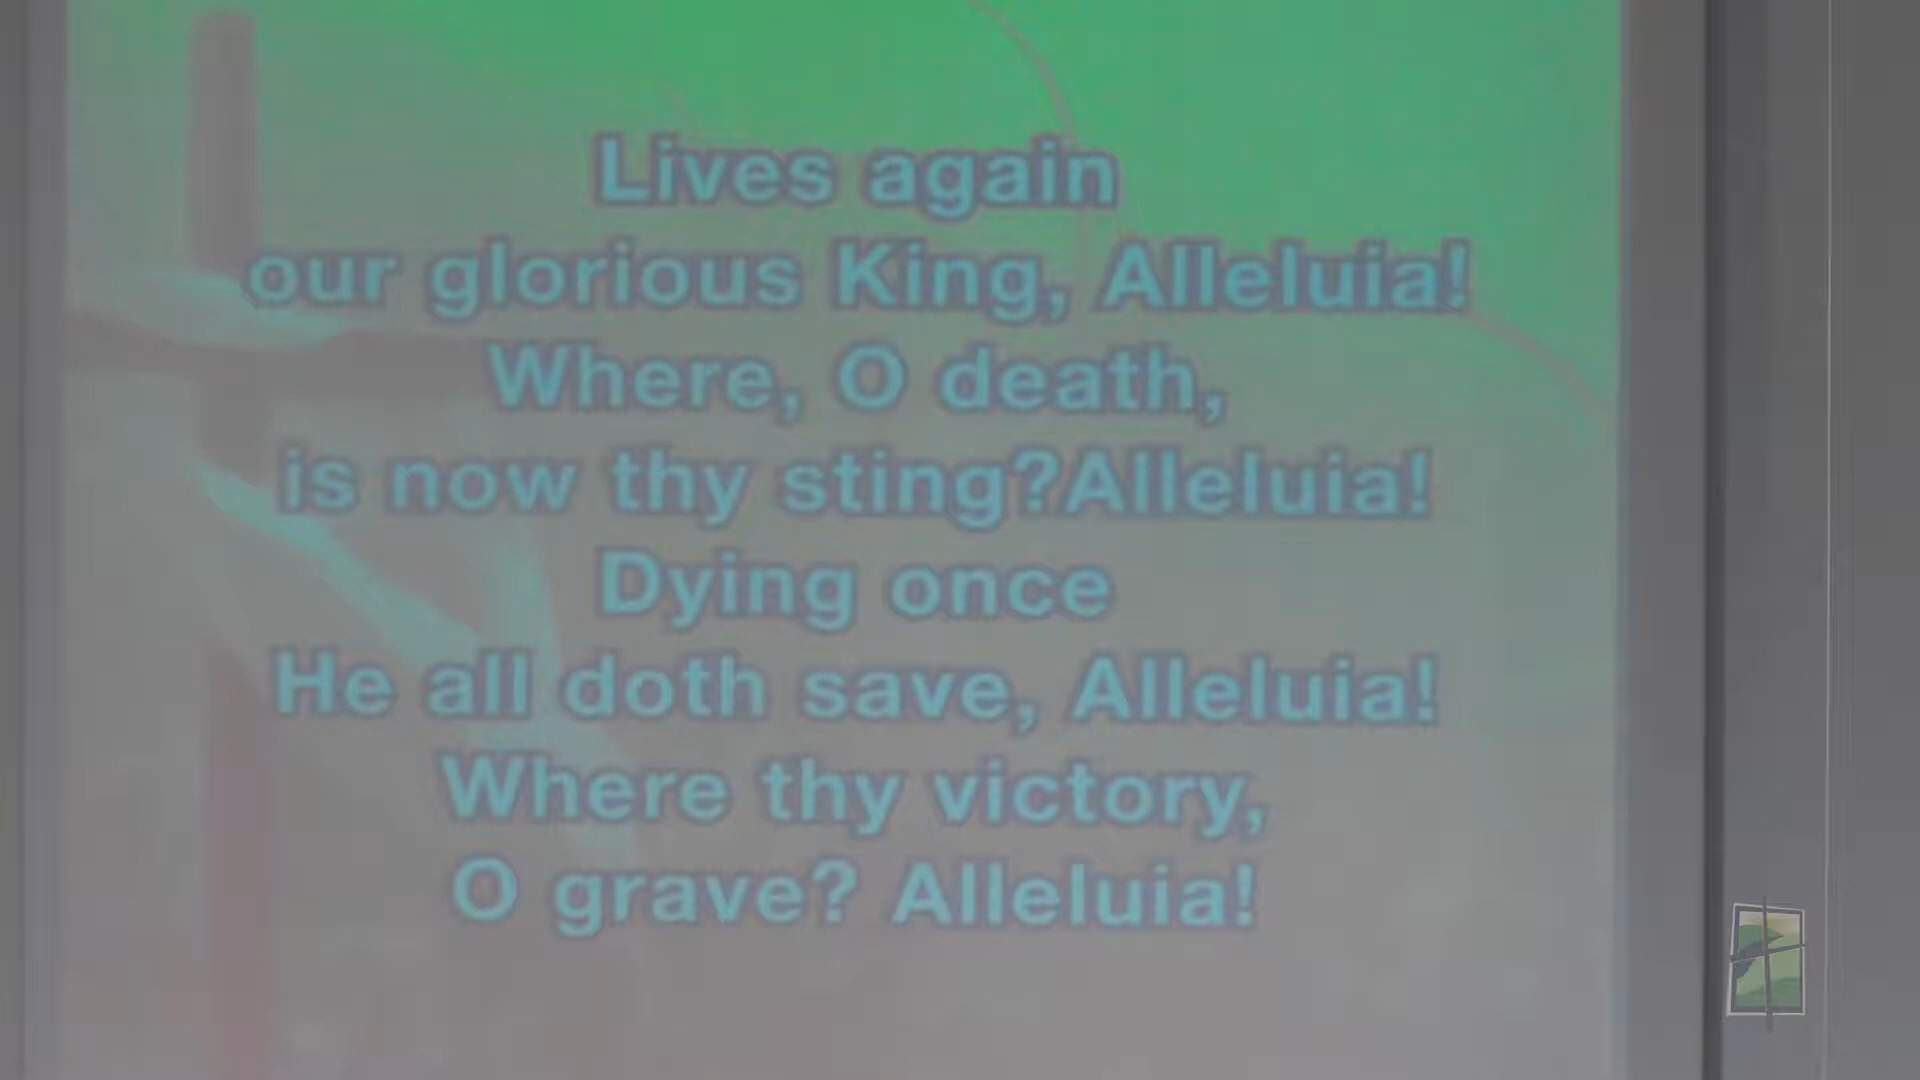 Lives again
our glorious King, Alleluia!
Where, O death,
is now thy sting?Alleluia!
Dying once
He all doth save, Alleluia!
Where thy victory,
O grave? Alleluia!